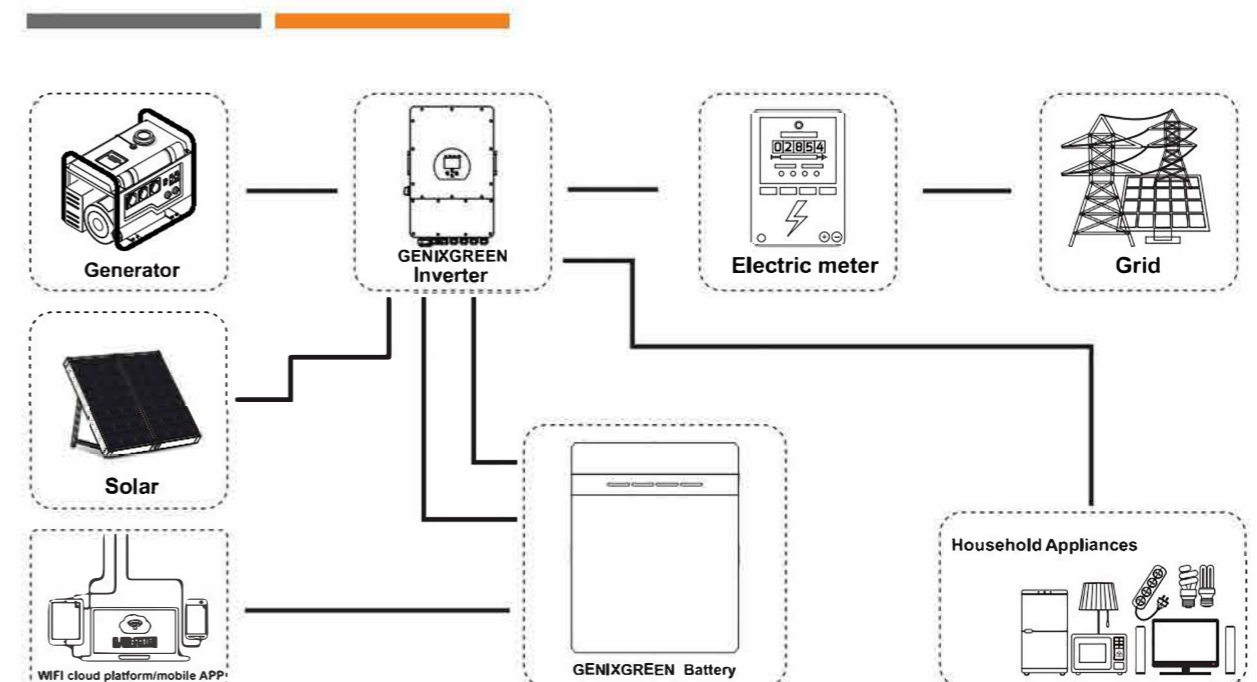 02854
GENIXGREEN
Inverter
Generator
Electric meter
Grid
Solar
Household Appliances
WIFI cloud platform/mobile APP
GENIXGREEN Battery